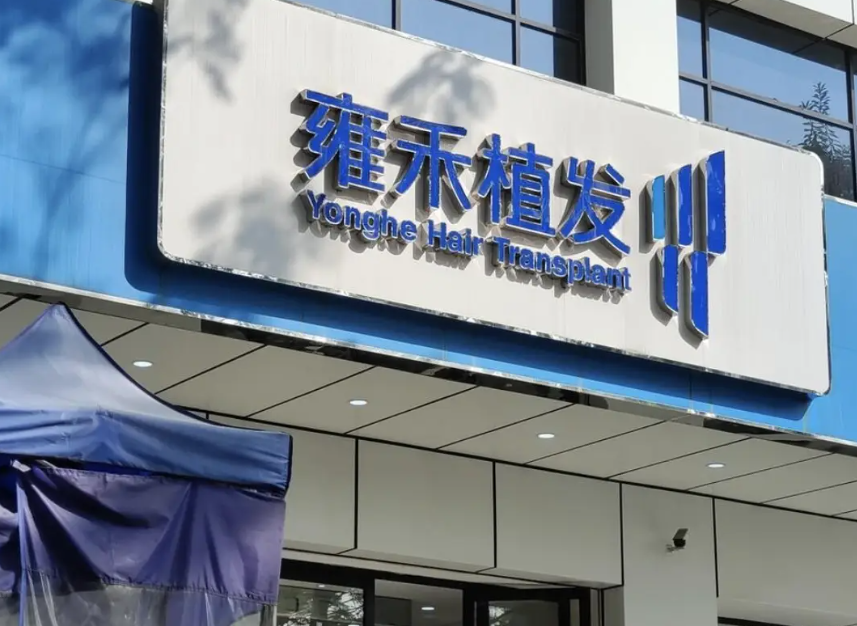 雍禾植发
Yonghe Hair Transplant